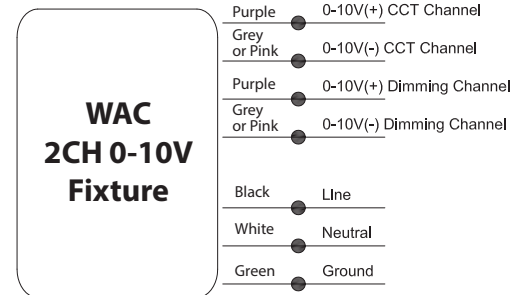 Purple 0-10V(+) CCT Channel
Grey
or Pink 0-10V(-) CCT Channel
Purple 0-10V(+) Dimming Channel
Grey
or Pink 0-10V(-) Dimming Channel
WAC
2CH 0-10V
Fixture
Black LIne
White Neutral
Green Ground